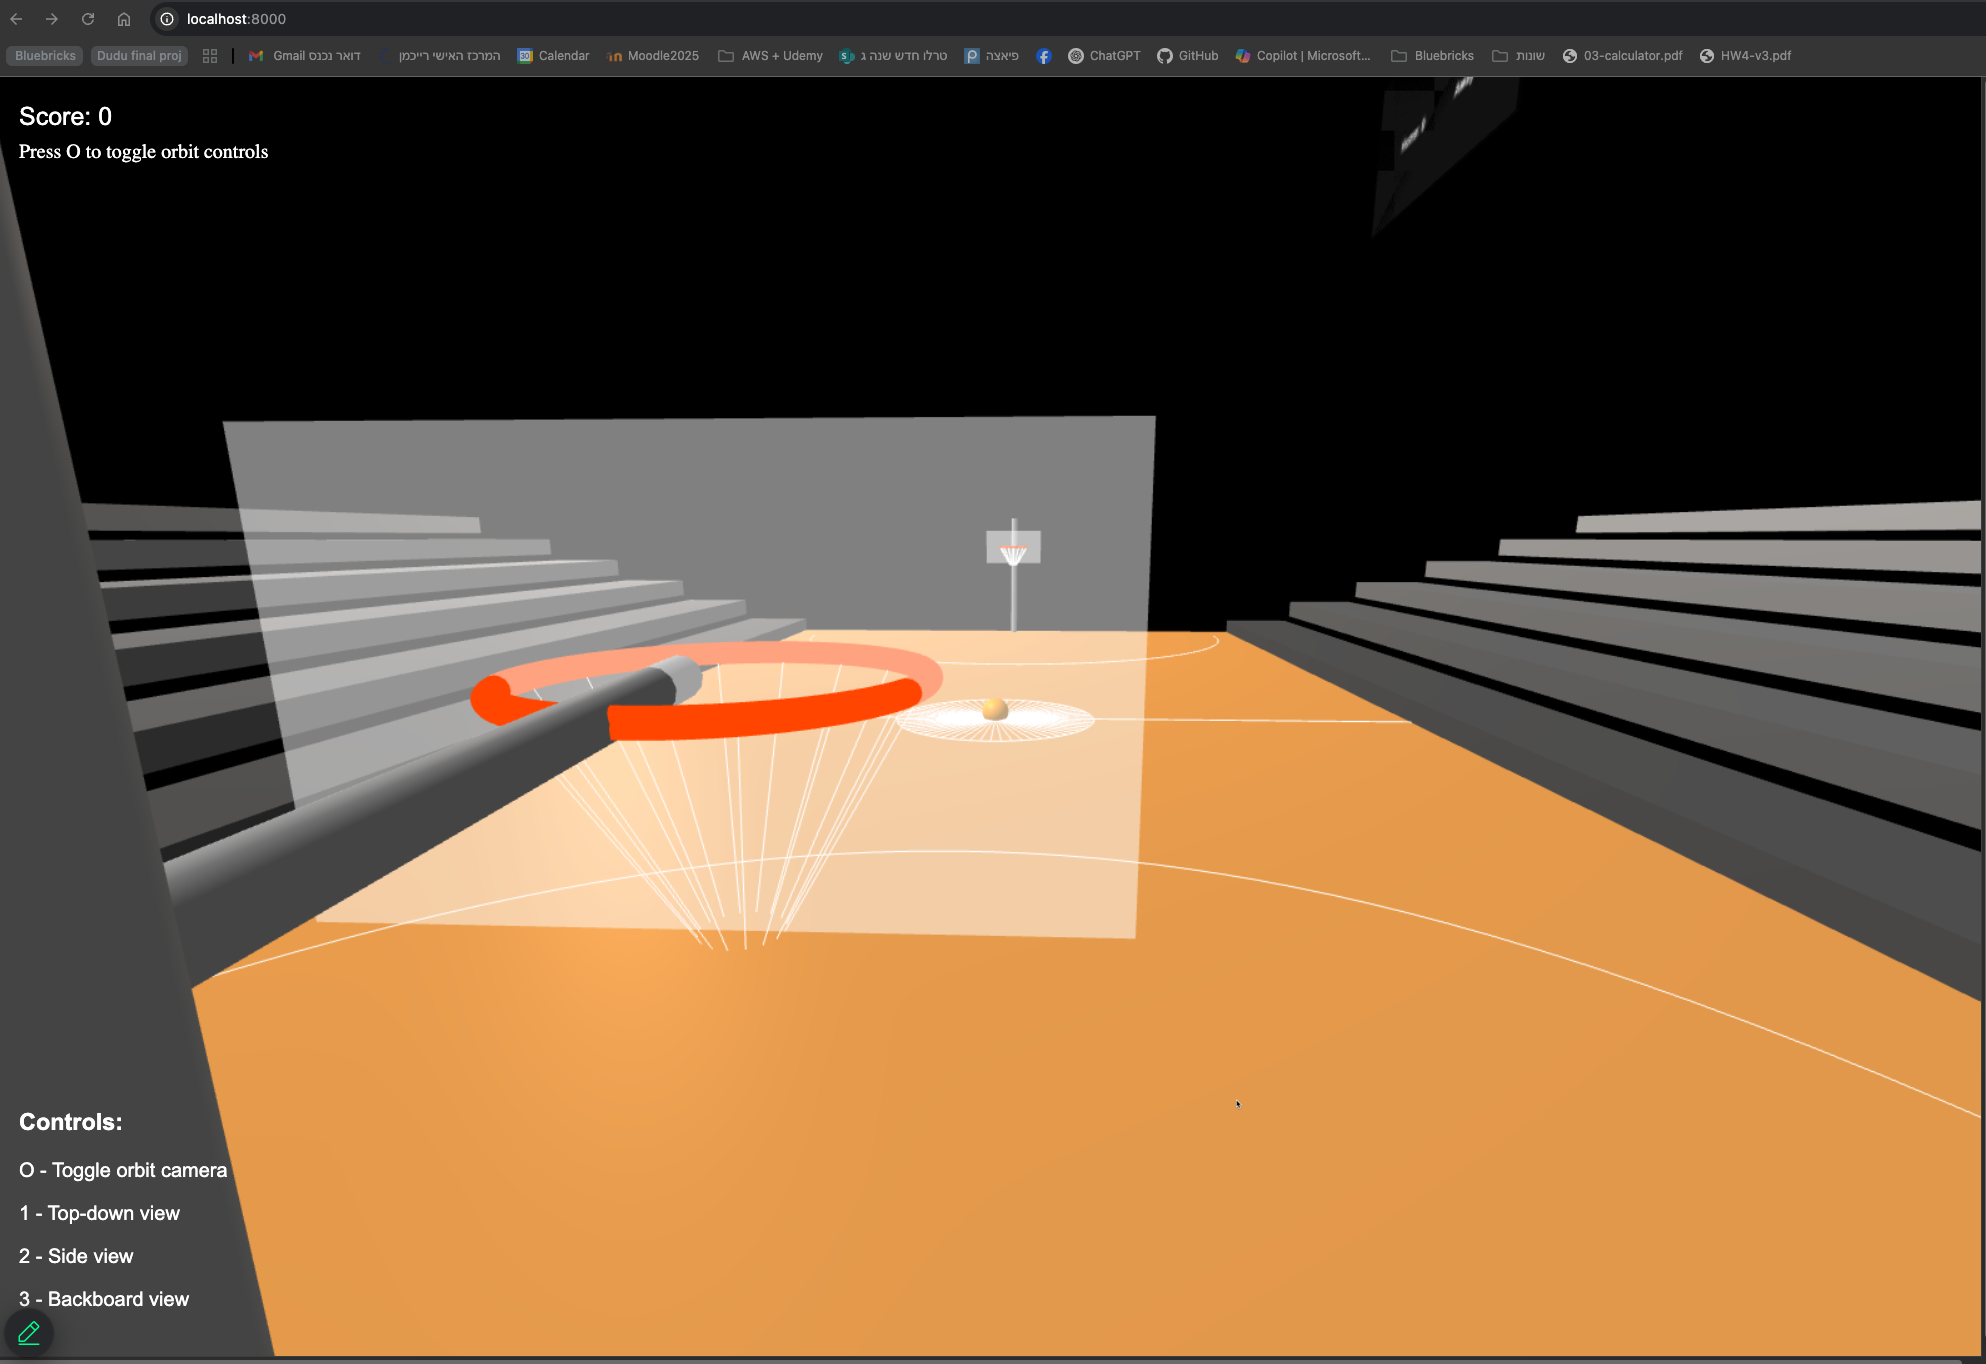 localhost:8000
Bluebricks
Dudu final proj
Gmail דואר נכנס
המרכז האישי רייכמן
Calendar
Moodle2025
AWS + Udemy
טרלו חדש שנה ג
פיאצה
ChatGPT
GitHub
Copilot | Microsoft...
Bluebricks
שונות
03-calculator.pdf
HW4-v3.pdf
Score: 0
Press O to toggle orbit controls
Controls:
O - Toggle orbit camera
1 - Top-down view
2 - Side view
3 - Backboard view